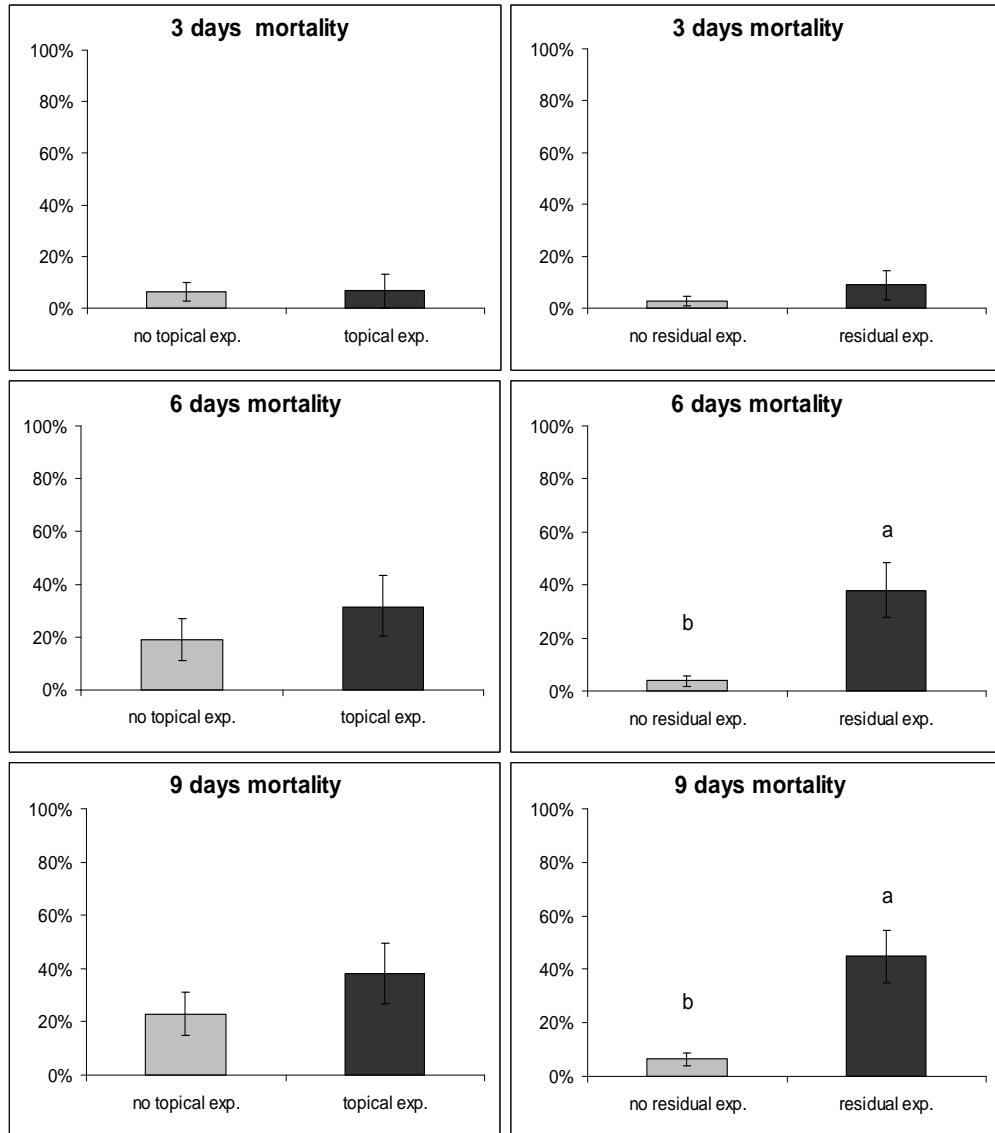 3 days  mortality
100%
80%
60%
40%
20%
0%
no topical exp. topical exp.
3 days mortality
100%
80%
60%
40%
20%
0%
no residual exp. residual exp.
6 days mortality
100%
80%
60%
40%
20%
0%
no topical exp. topical exp.
6 days mortality
100%
80%
60%
a
40%
b
20%
0%
no residual exp. residual exp.
9 days mortality
100%
80%
60%
40%
20%
0%
no topical exp. topical exp.
9 days mortality
100%
80%
a
60%
40%
b
20%
0%
no residual exp. residual exp.